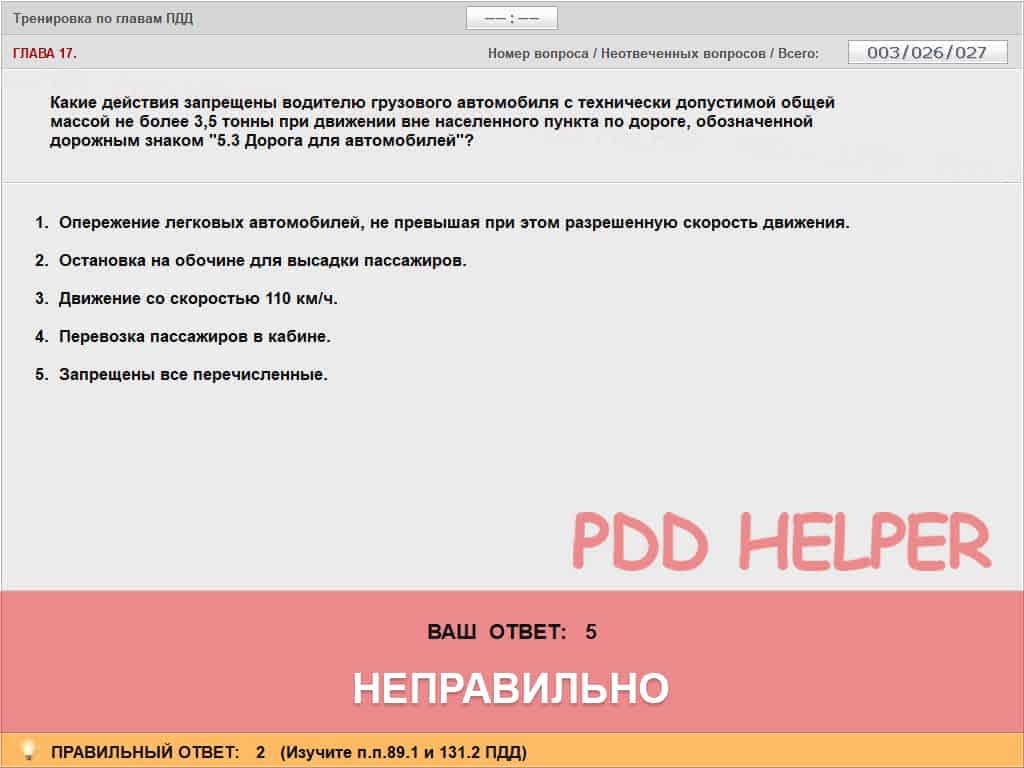 Тренировка по главам ПДД
–– : ––
ГЛАВА 17.
Номер вопроса / Неотвеченных вопросов / Всего:
003/026/027
Какие действия запрещены водителю грузового автомобиля с технически допустимой общей
массой не более 3,5 тонны при движении вне населенного пункта по дороге, обозначенной
дорожным знаком "5.3 Дорога для автомобилей"?
1. Опережение легковых автомобилей, не превышая при этом разрешенную скорость движения.
2. Остановка на обочине для высадки пассажиров.
3. Движение со скоростью 110 км/ч.
4. Перевозка пассажиров в кабине.
5. Запрещены все перечисленные.
PDD HELPER
ВАШ ОТВЕТ: 5
НЕПРАВИЛЬНО
ПРАВИЛЬНЫЙ ОТВЕТ: 2 (Изучите п.п.89.1 и 131.2 ПДД)